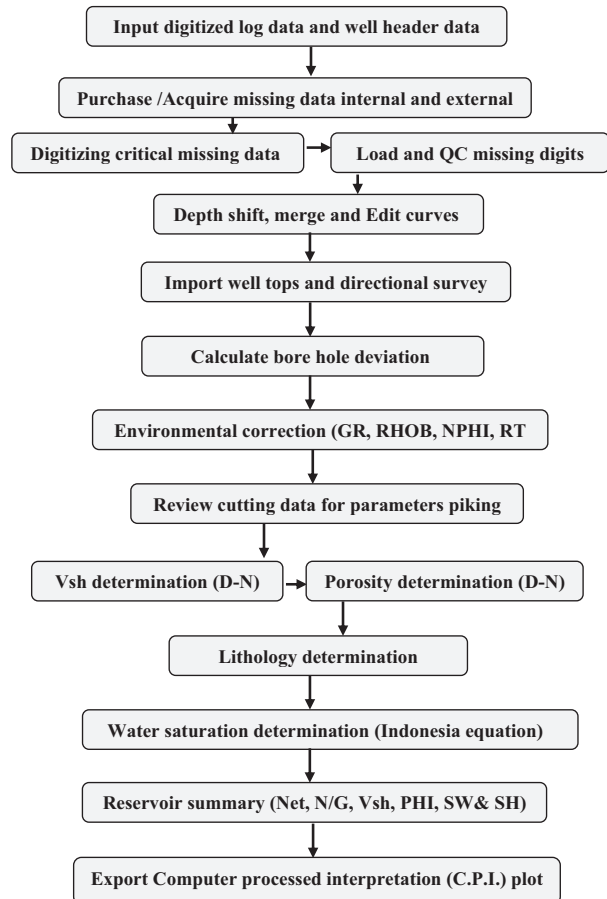 Input digitized log data and well header data
Purchase /Acquire missing data internal and external
Digitizing critical missing data
Load and QC missing digits
Depth shift, merge and Edit curves
Import well tops and directional survey
Calculate bore hole deviation
Environmental correction (GR, RHOB, NPHI, RT
Review cutting data for parameters piking
Vsh determination (D-N)
Porosity determination (D-N)
Lithology determination
Water saturation determination (Indonesia equation)
Reservoir summary (Net, N/G, Vsh, PHI, SW& SH)
Export Computer processed interpretation (C.P.I.) plot